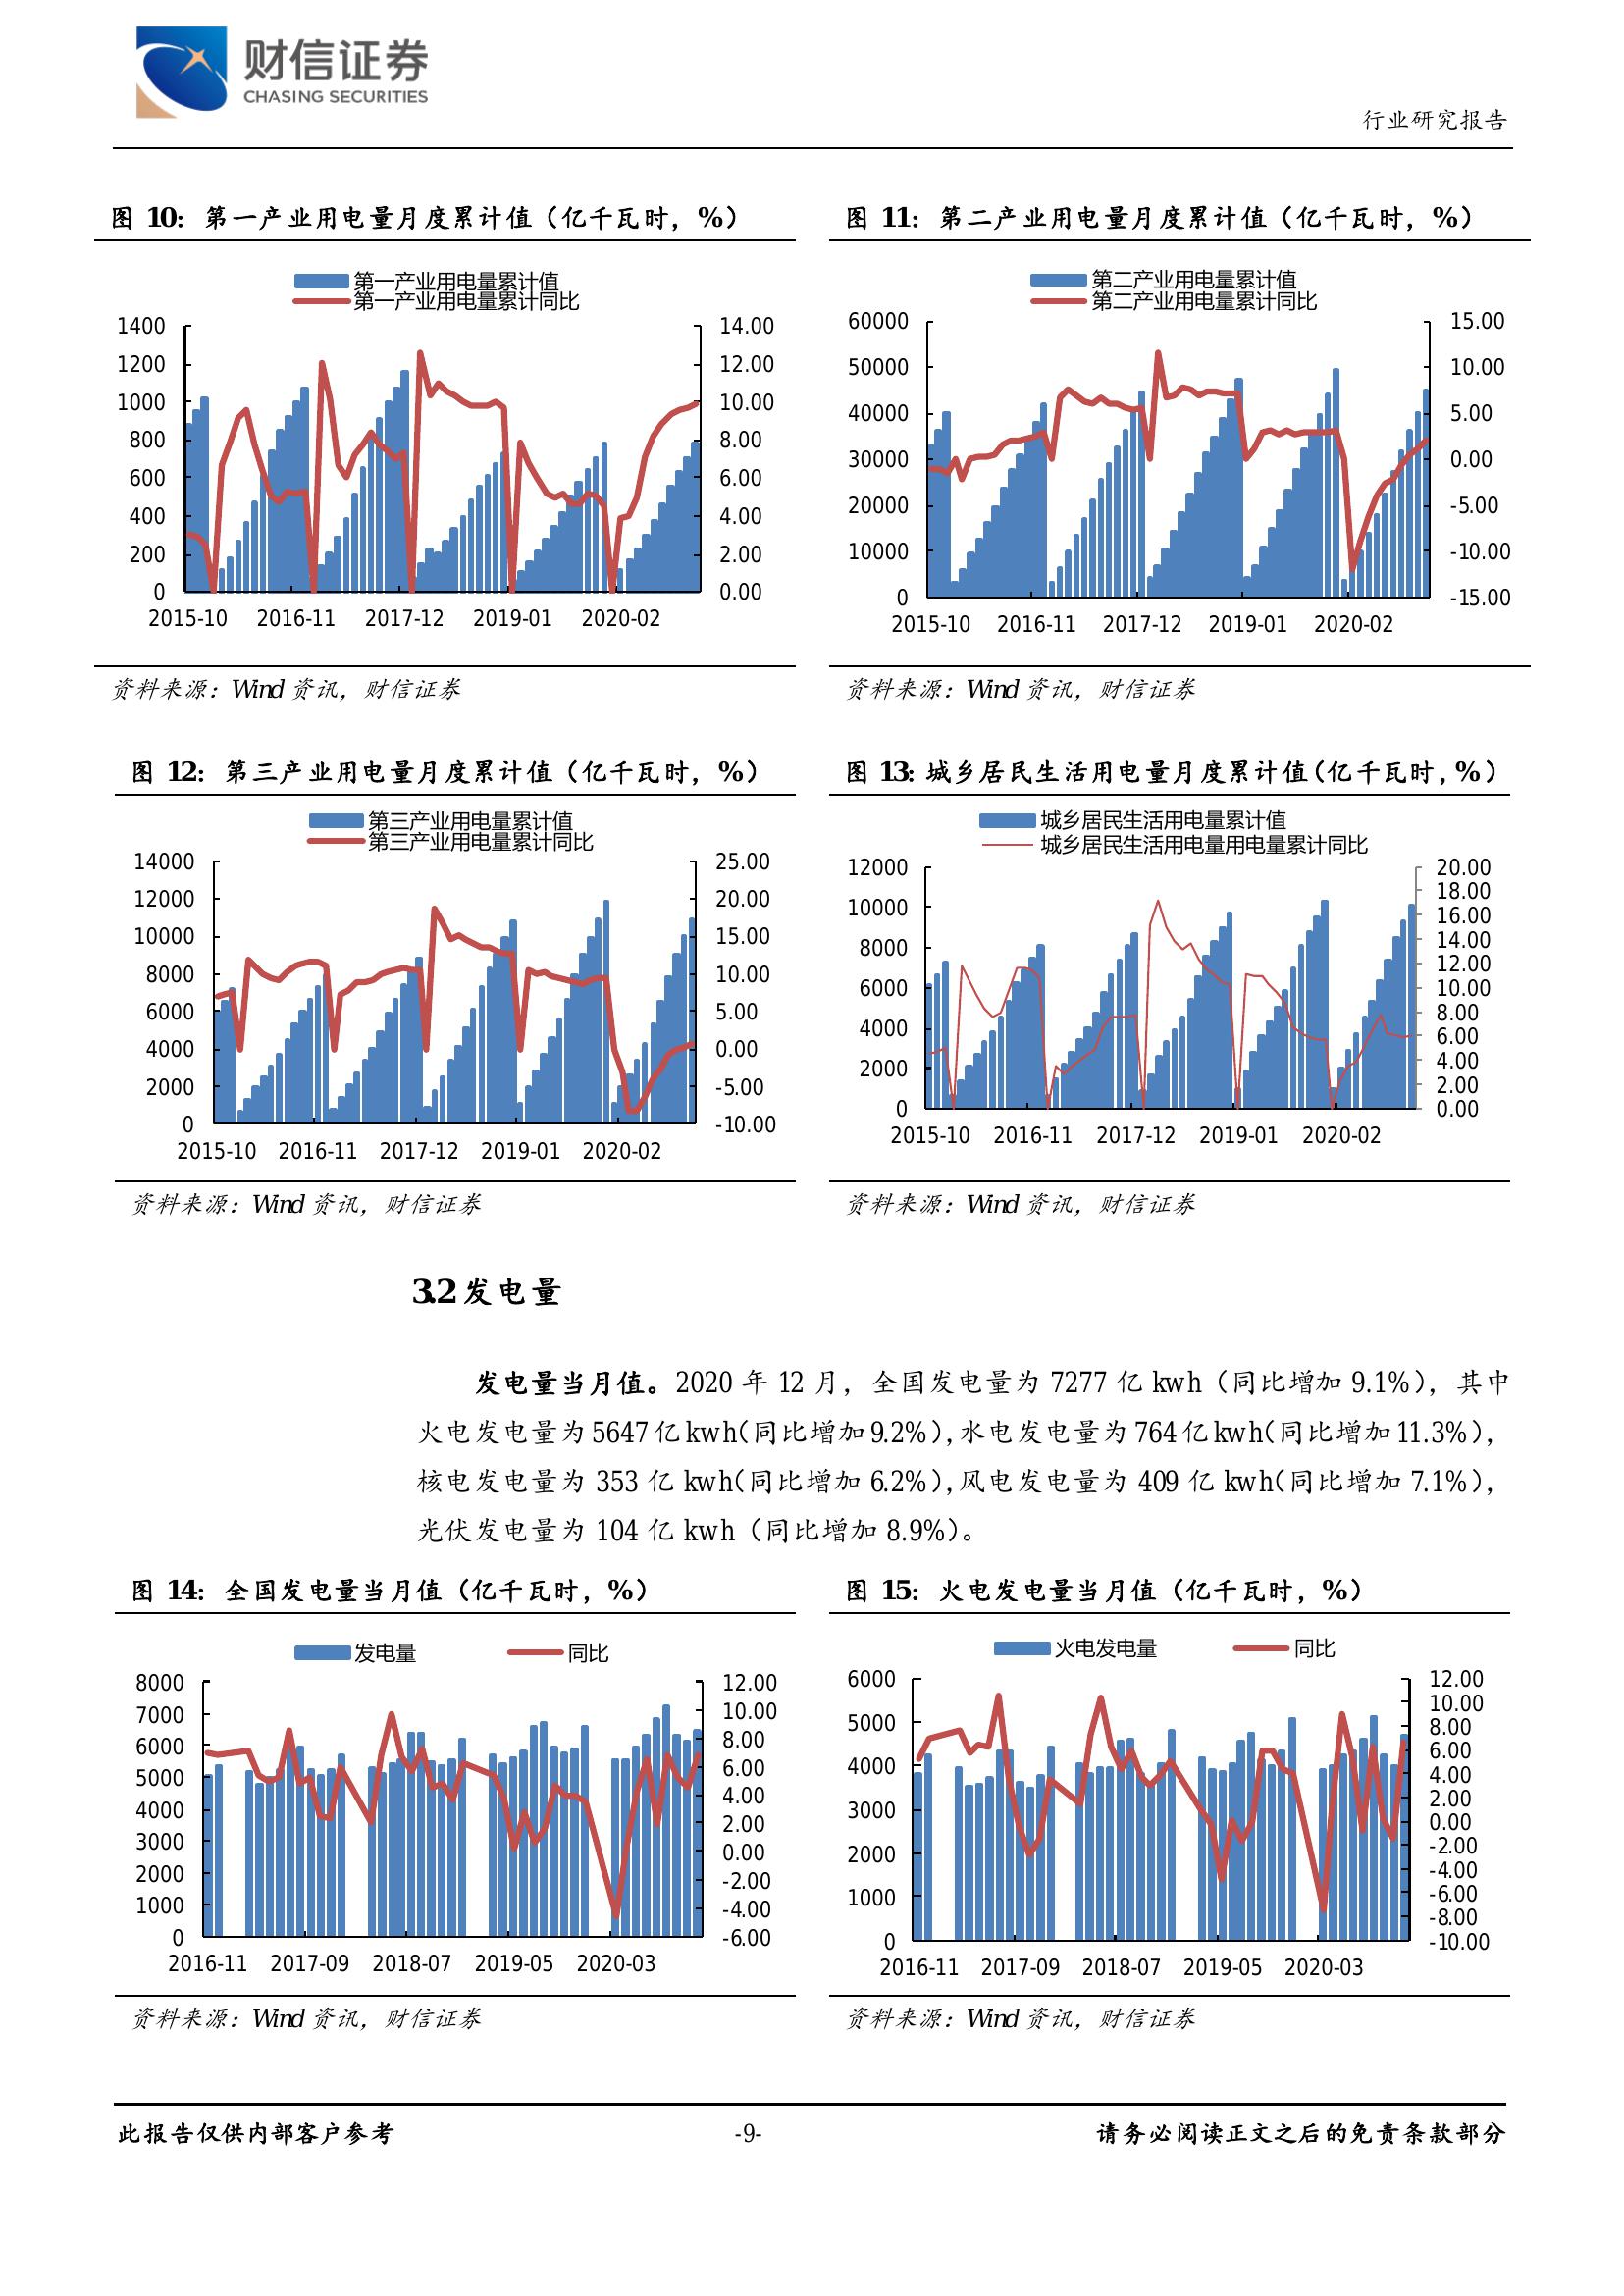 财信证券
CHASING SECURITIES
行业研究报告
图 10: 第一产业用电量月度累计值（亿千瓦时，%）
第一产业用电量累计值
第一产业用电量累计同比
1400
1200
1000
800
600
400
200
0
14.00
12.00
10.00
8.00
6.00
4.00
2.00
0.00
2015-10 2016-11 2017-12 2019-01 2020-02
资料来源：Wind 资讯，财信证券
图 11: 第二产业用电量月度累计值（亿千瓦时，%）
第二产业用电量累计值
第二产业用电量累计同比
60000
50000
40000
30000
20000
10000
0
15.00
10.00
5.00
0.00
-5.00
-10.00
-15.00
2015-10 2016-11 2017-12 2019-01 2020-02
资料来源：Wind 资讯，财信证券
图 12: 第三产业用电量月度累计值（亿千瓦时，%）
第三产业用电量累计值
第三产业用电量累计同比
14000
12000
10000
8000
6000
4000
2000
0
25.00
20.00
15.00
10.00
5.00
0.00
-5.00
-10.00
2015-10 2016-11 2017-12 2019-01 2020-02
资料来源：Wind 资讯，财信证券
图 13: 城乡居民生活用电量月度累计值（亿千瓦时，%）
城乡居民生活用电量累计值
城乡居民生活用电量用电量累计同比
12000
10000
8000
6000
4000
2000
0
20.00
18.00
16.00
14.00
12.00
10.00
8.00
6.00
4.00
2.00
0.00
2015-10 2016-11 2017-12 2019-01 2020-02
资料来源：Wind 资讯，财信证券
3.2 发电量
发电量当月值。2020 年 12 月，全国发电量为 7277 亿 kwh（同比增加 9.1%），其中
火电发电量为 5647 亿 kwh（同比增加 9.2%），水电发电量为 764 亿 kwh（同比增加 11.3%），
核电发电量为 353 亿 kwh（同比增加 6.2%），风电发电量为 409 亿 kwh（同比增加 7.1%），
光伏发电量为 104 亿 kwh（同比增加 8.9%）。
图 14: 全国发电量当月值（亿千瓦时，%）
发电量 同比
8000
7000
6000
5000
4000
3000
2000
1000
0
12.00
10.00
8.00
6.00
4.00
2.00
0.00
-2.00
-4.00
-6.00
2016-11 2017-09 2018-07 2019-05 2020-03
资料来源：Wind 资讯，财信证券
图 15: 火电发电量当月值（亿千瓦时，%）
火电发电量 同比
6000
5000
4000
3000
2000
1000
0
12.00
10.00
8.00
6.00
4.00
2.00
0.00
-2.00
-4.00
-6.00
-8.00
-10.00
2016-11 2017-09 2018-07 2019-05 2020-03
资料来源：Wind 资讯，财信证券
此报告仅供内部客户参考 -9- 请务必阅读正文之后的免责条款部分